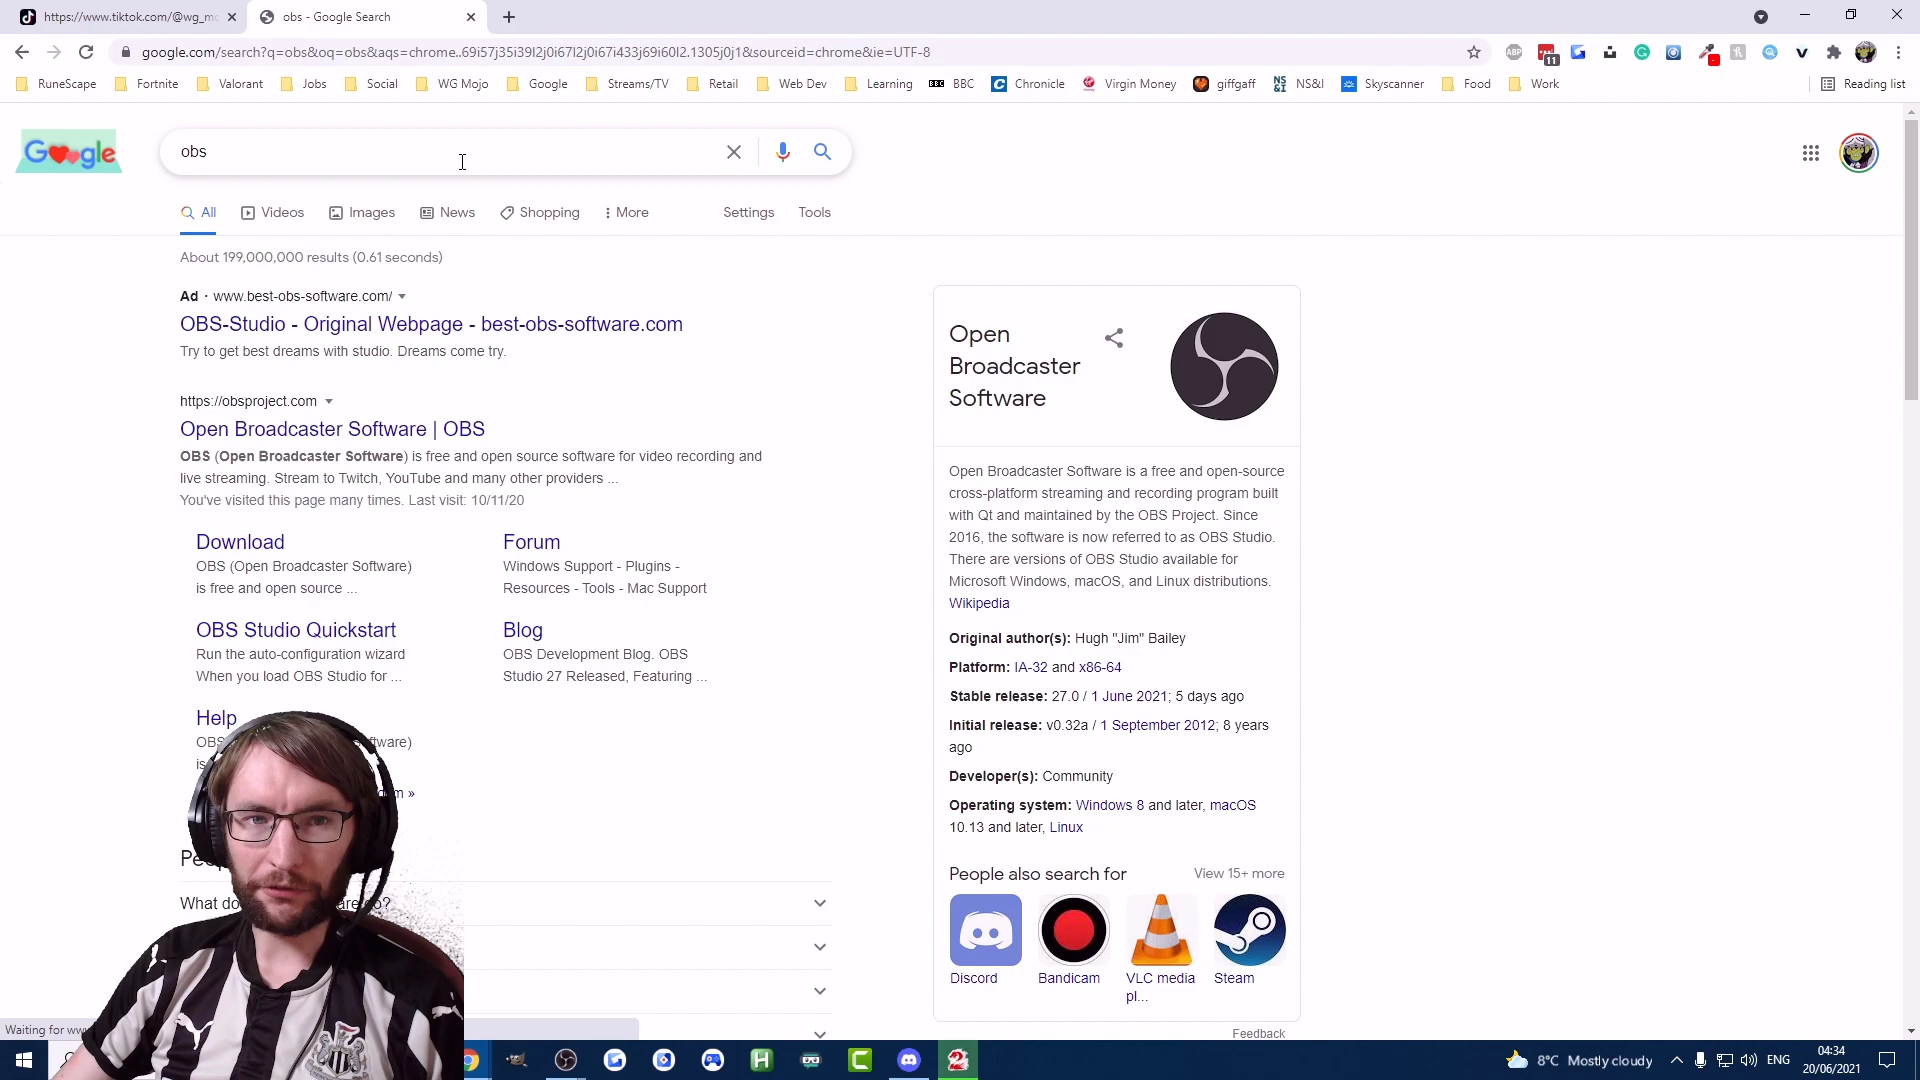 https://www.tiktok.com/@wg_mo
obs - Google Search
google.com/search?q=obs&oq=obs&aqs=chrome..69i57j35i39l2j0i67l2j0i67i433j69i60l2.1305j0j1&sourceid=chrome&ie=UTF-8
ABP
11
RuneScape
Fortnite
Valorant
Jobs
Social
WG Mojo
Google
Streams/TV
Retail
Web Dev
Learning
BBC BBC
Chronicle
Virgin Money
giffgaff
NS&I NS&I
Skyscanner
Food
Work
Reading list
Google
obs
All
Videos
Images
News
Shopping
More
Settings
Tools
About 199,000,000 results (0.61 seconds)
Ad · www.best-obs-software.com/
OBS-Studio - Original Webpage - best-obs-software.com
Try to get best dreams with studio. Dreams come try.
https://obsproject.com
Open Broadcaster Software | OBS
OBS (Open Broadcaster Software) is free and open source software for video recording and
live streaming. Stream to Twitch, YouTube and many other providers ...
You've visited this page many times. Last visit: 10/11/20
Download
OBS (Open Broadcaster Software)
is free and open source ...
Forum
Windows Support - Plugins -
Resources - Tools - Mac Support
OBS Studio Quickstart
Run the auto-configuration wizard
When you load OBS Studio for ...
Blog
OBS Development Blog. OBS
Studio 27 Released, Featuring ...
Help
»
What do
Open
Broadcaster
Software
Open Broadcaster Software is a free and open-source
cross-platform streaming and recording program built
with Qt and maintained by the OBS Project. Since
2016, the software is now referred to as OBS Studio.
There are versions of OBS Studio available for
Microsoft Windows, macOS, and Linux distributions.
Wikipedia
Original author(s): Hugh "Jim" Bailey
Platform: IA-32 and x86-64
Stable release: 27.0 / 1 June 2021; 5 days ago
Initial release: v0.32a / 1 September 2012; 8 years
ago
Developer(s): Community
Operating system: Windows 8 and later, macOS
10.13 and later, Linux
People also search for
View 15+ more
Discord
Bandicam
VLC media
pl...
Steam
Feedback
Waiting for ww
8°C Mostly cloudy
ENG
04:34
20/06/2021